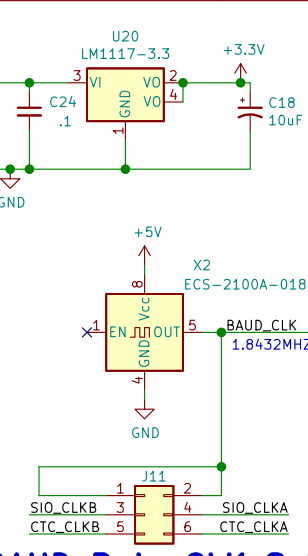 U20
LM1117-3.3
+3.3V
3 VI VO 2
VO 4
GND
1
C24
.1
C18
10uF
GND
+5V
X2
ECS-2100A-018
8
Vcc
1 EN OUT 5
BAUD_CLK
1.8432MHZ
GND
4
GND
J11
1 2
SIO_CLKB 3 4 SIO_CLKA
CTC_CLKB 5 6 CTC_CLKA